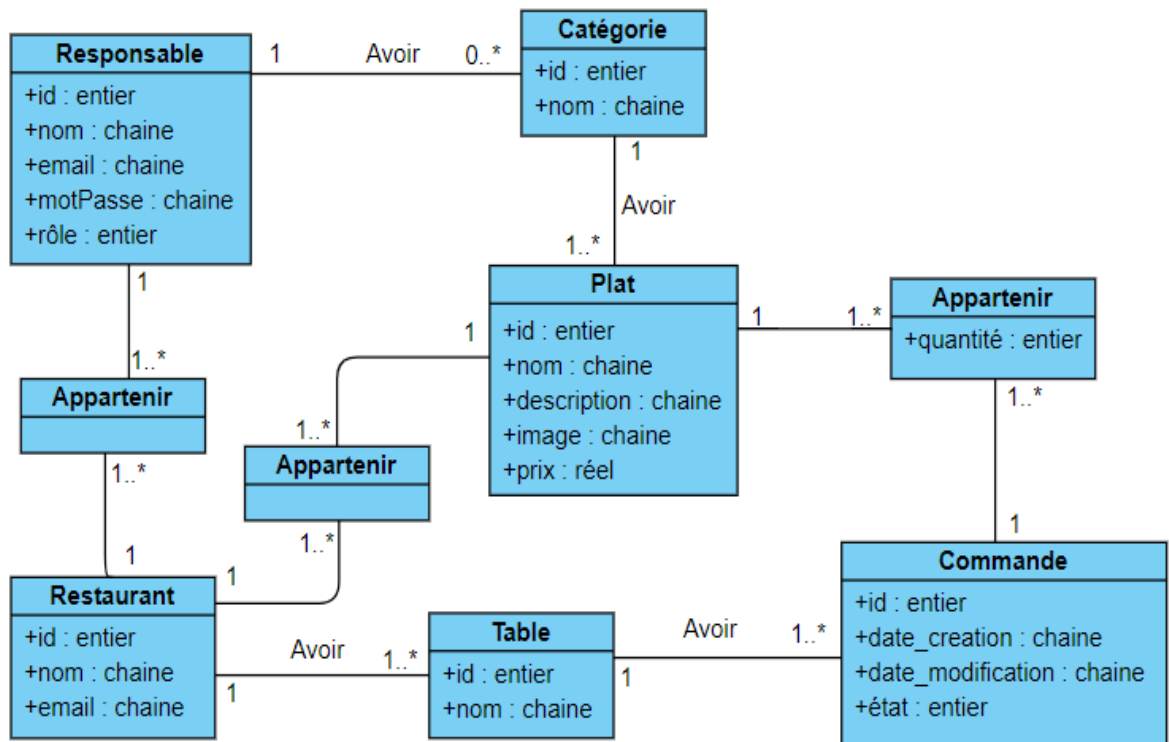 Responsable
+id : entier
+nom : chaine
+email : chaine
+motPasse : chaine
+rôle : entier
1 Avoir 0..*
Catégorie
+id : entier
+nom : chaine
1
Avoir
1..*
1
1..*
Appartenir
1..*
1
Plat
+id : entier
+nom : chaine
+description : chaine
+image : chaine
+prix : réel
1 1..*
Appartenir
+quantité : entier
1..*
1
1
1..*
Appartenir
1..*
1
Restaurant
+id : entier
+nom : chaine
+email : chaine
1 Avoir 1..*
Table
+id : entier
+nom : chaine
1 Avoir 1..*
Commande
+id : entier
+date_creation : chaine
+date_modification : chaine
+état : entier